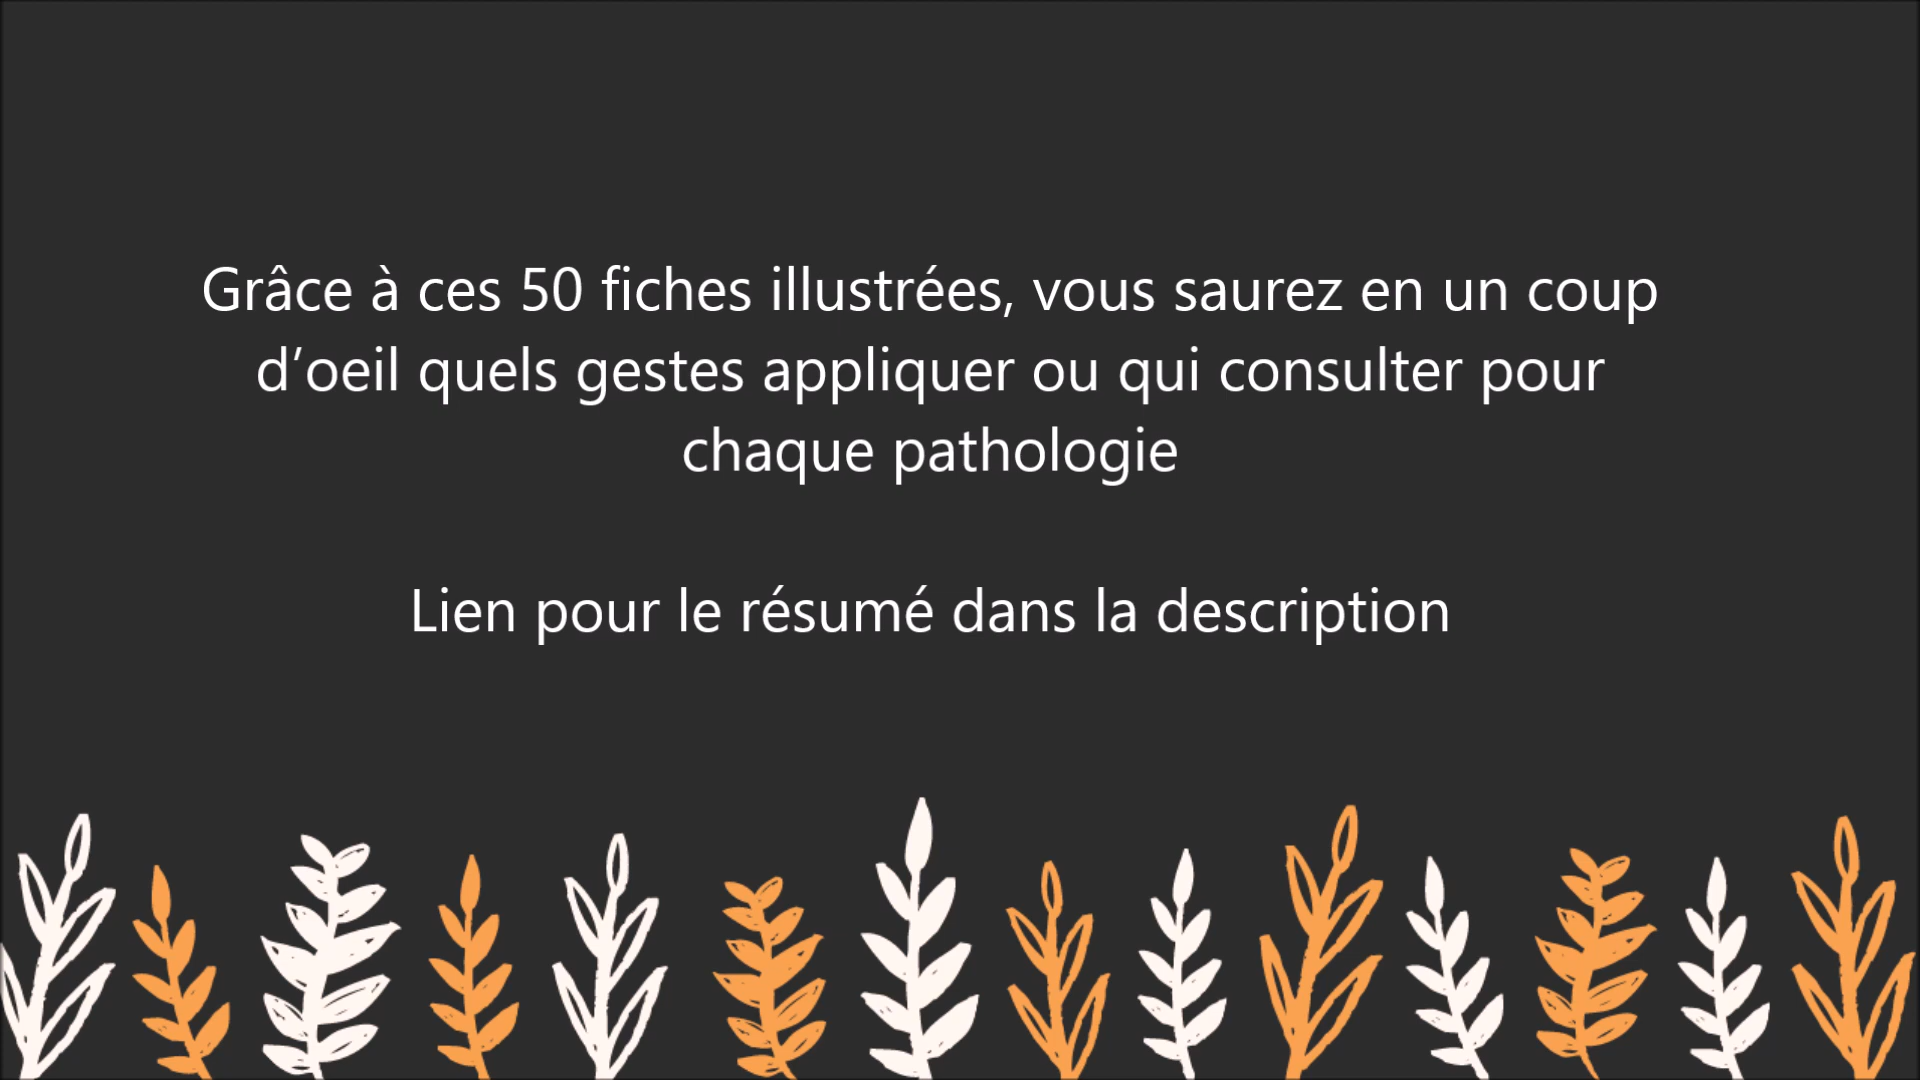 Grâce à ces 50 fiches illustrées, vous saurez en un coup
d’oeil quels gestes appliquer ou qui consulter pour
chaque pathologie
Lien pour le résumé dans la description